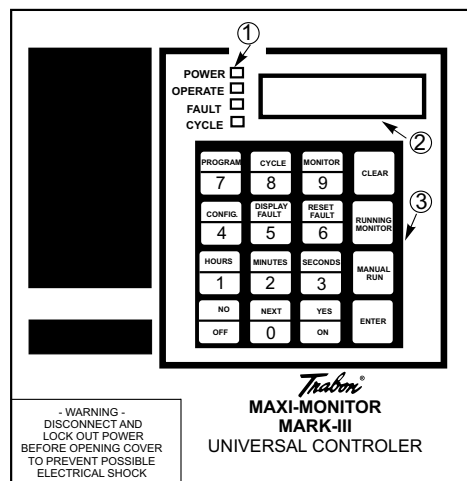 1
POWER
OPERATE
FAULT
CYCLE
2
PROGRAM
7
CYCLE
8
MONITOR
9
CLEAR
3
CONFIG.
4
DISPLAY
FAULT
5
RESET
FAULT
6
RUNNING
MONITOR
HOURS
1
MINUTES
2
SECONDS
3
MANUAL
RUN
NO
OFF
NEXT
0
YES
ON
ENTER
Trabon®
MAXI-MONITOR
MARK-III
UNIVERSAL CONTROLER
- WARNING -
DISCONNECT AND
LOCK OUT POWER
BEFORE OPENING COVER
TO PREVENT POSSIBLE
ELECTRICAL SHOCK